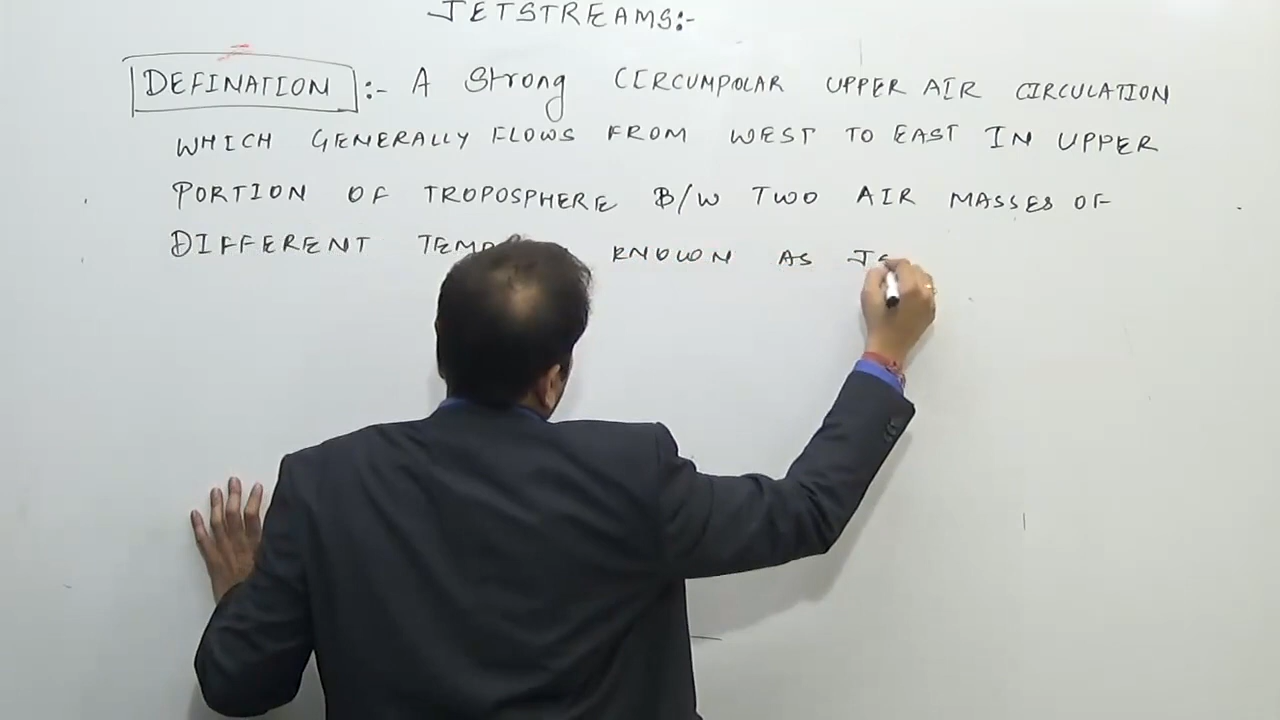 JETSTREAMS:-
DEFINATION :- A Strong CIRCUMPOLAR UPPER AIR CIRCULATION
WHICH GENERALLY FLOWS FROM WEST TO EAST IN UPPER
PORTION OF TROPOSPHERE B/W TWO AIR MASSES OF
DIFFERENT KNOWN AS